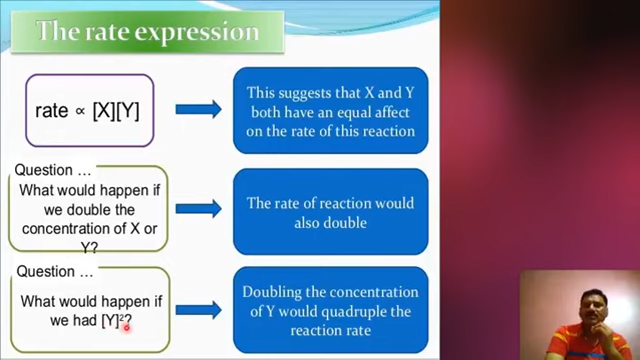 The rate expression
rate ∝ [X][Y]
This suggests that X and Y
both have an equal affect
on the rate of this reaction
Question ...
What would happen if
we double the
concentration of X or
Y?
The rate of reaction would
also double
Question ...
What would happen if
we had [Y]²?
Doubling the concentration
of Y would quadruple the
reaction rate